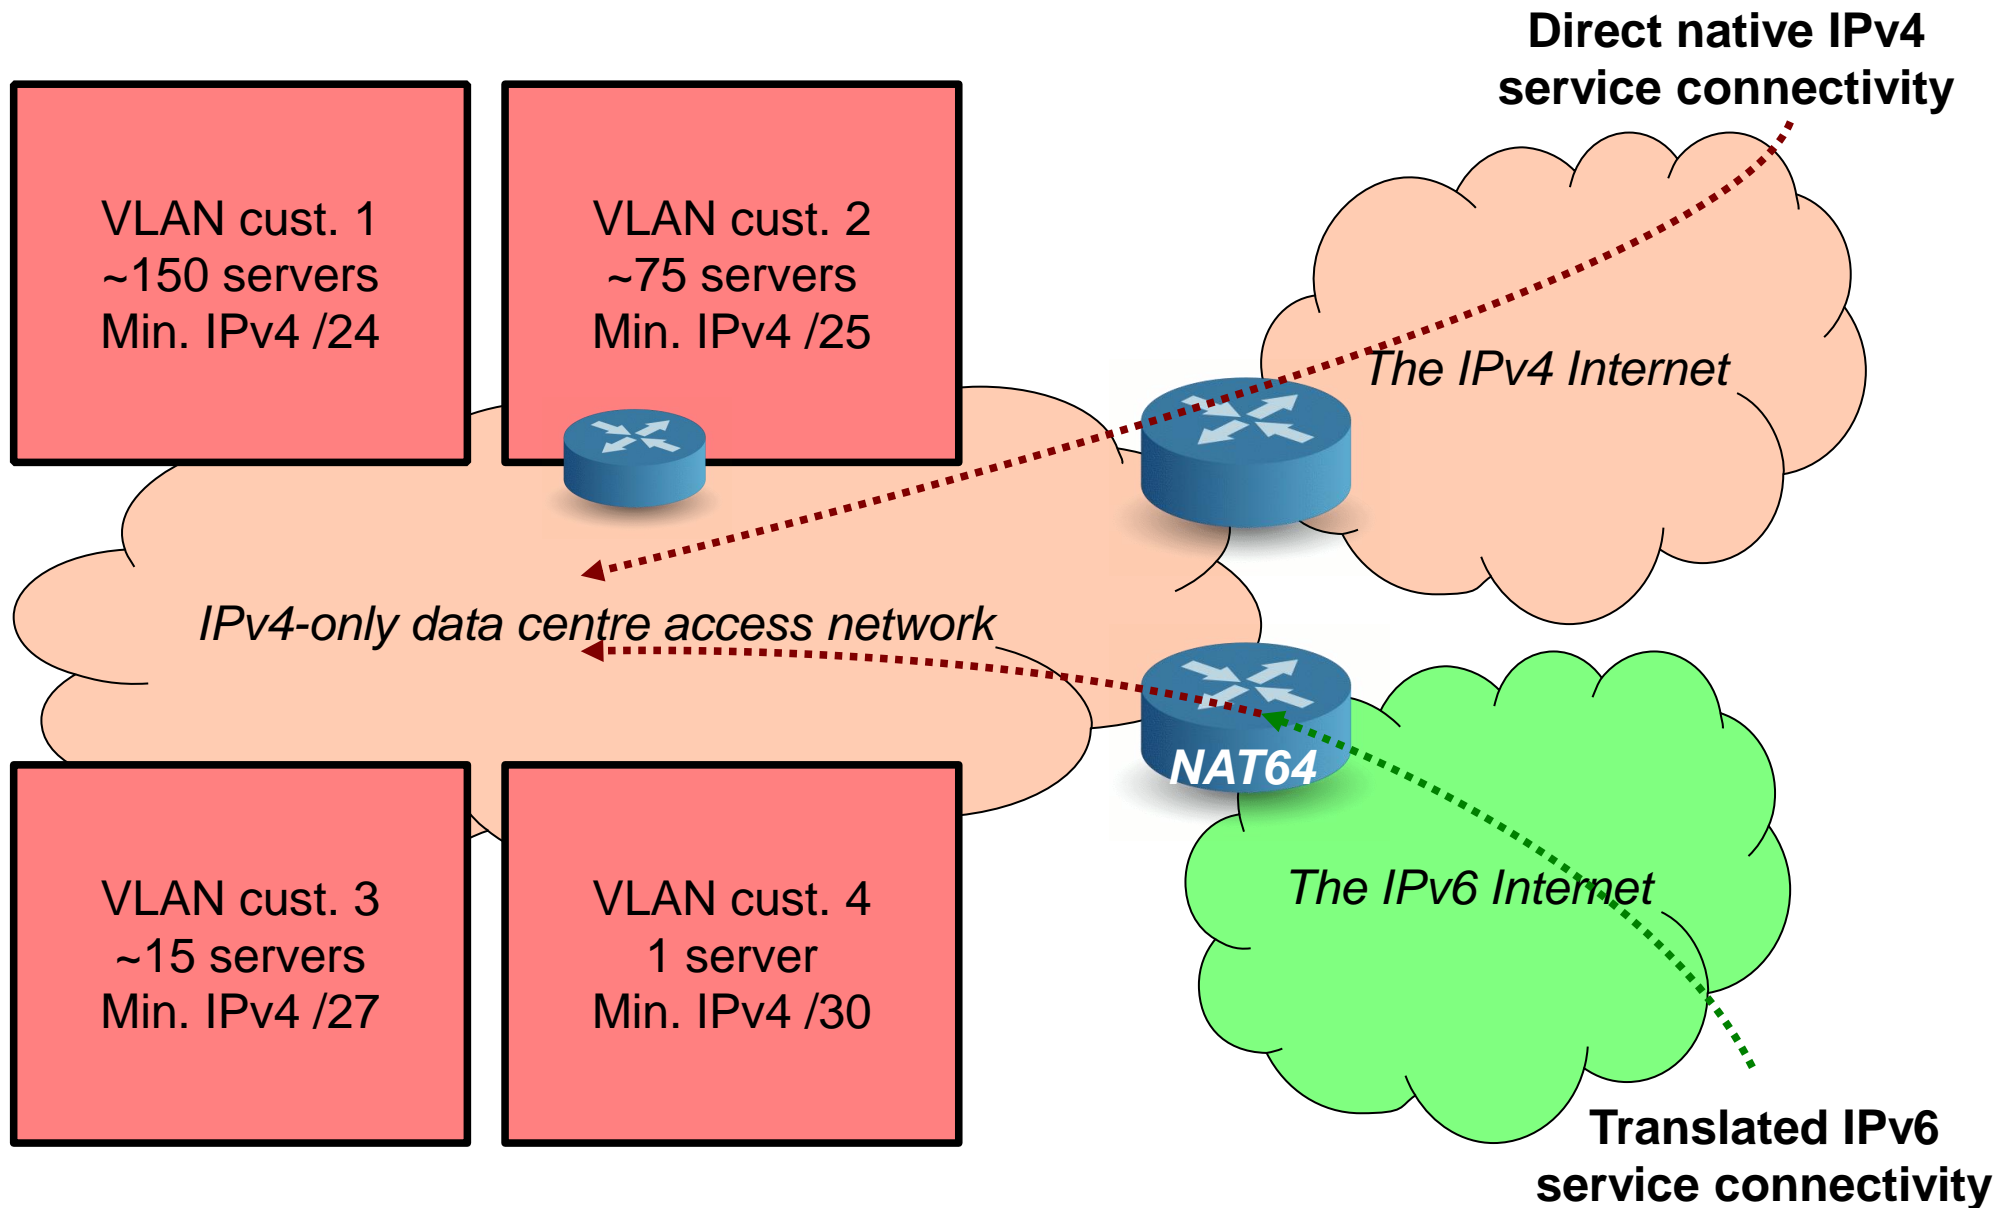 Direct native IPv4
service connectivity
VLAN cust. 1
~150 servers
Min. IPv4 /24
VLAN cust. 2
~75 servers
Min. IPv4 /25
The IPv4 Internet
IPv4-only data centre access network
NAT64
The IPv6 Internet
VLAN cust. 3
~15 servers
Min. IPv4 /27
VLAN cust. 4
1 server
Min. IPv4 /30
Translated IPv6
service connectivity